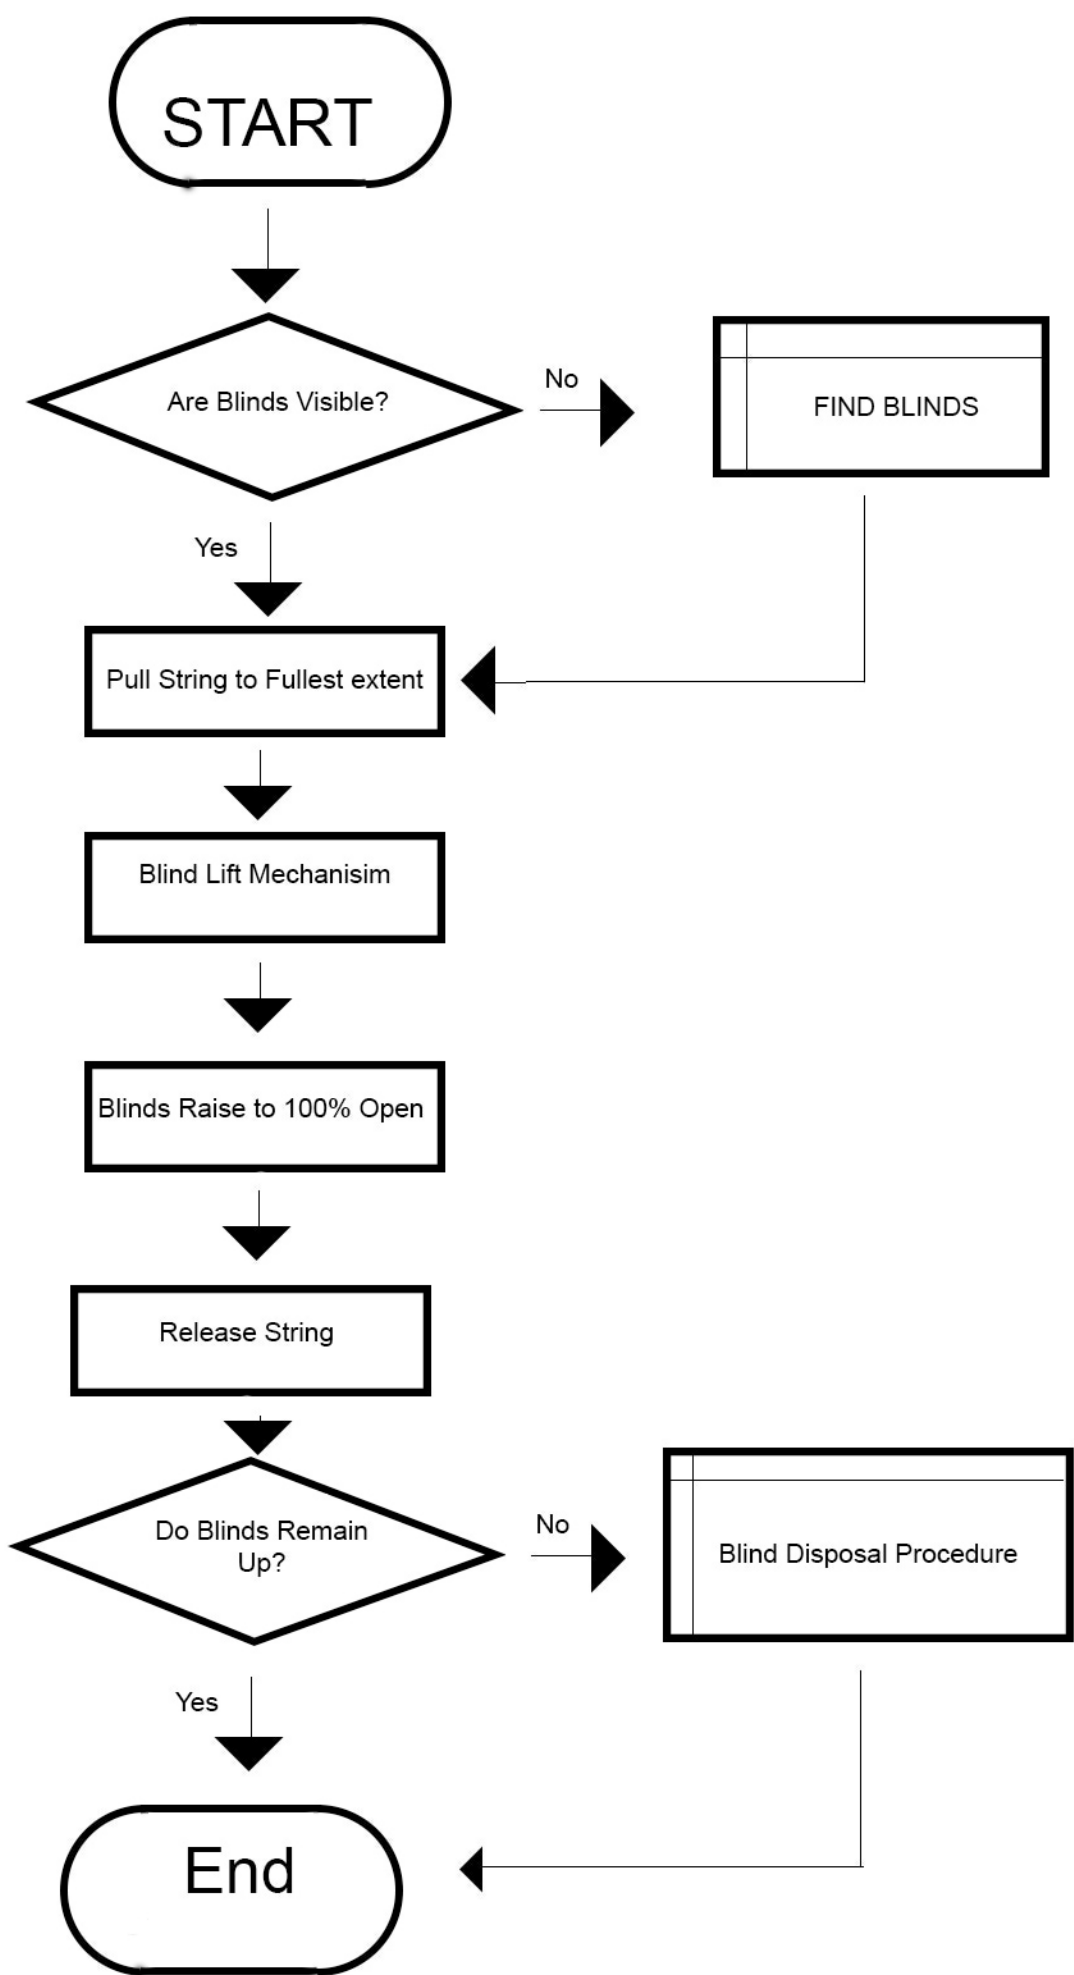 START
Are Blinds Visible?
No
FIND BLINDS
Yes
Pull String to Fullest extent
Blind Lift Mechanisim
Blinds Raise to 100% Open
Release String
Do Blinds Remain
Up?
No
Blind Disposal Procedure
Yes
End